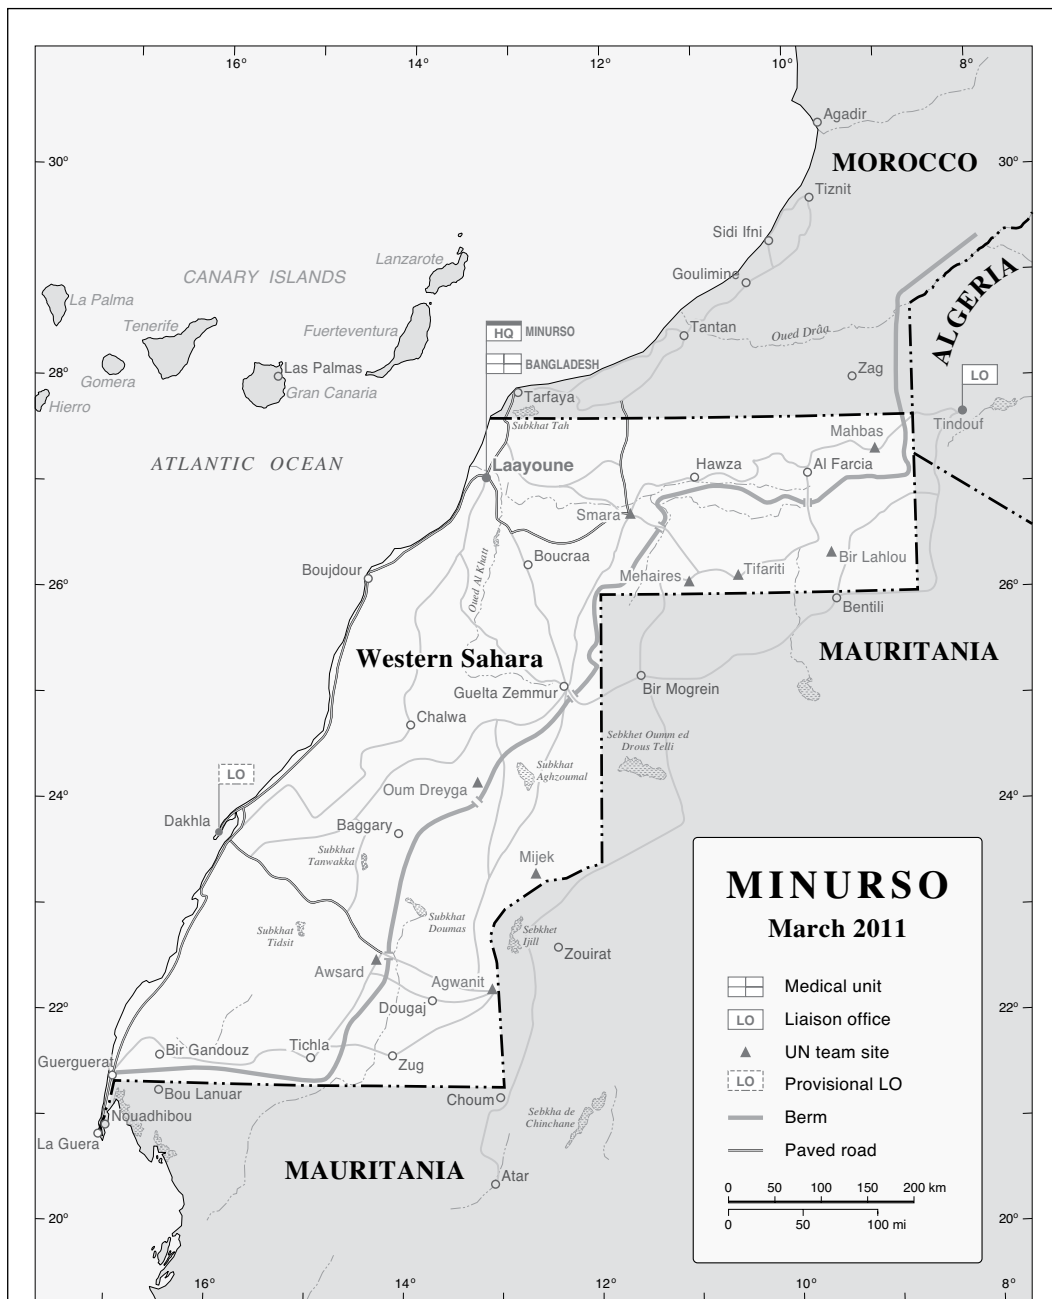 16°
14°
12°
10°
8°
Agadir
30°
MOROCCO
30°
Tiznit
Sidi Ifni
Lanzarote
CANARY ISLANDS
Goulimine
ALGERIA
La Palma
Tenerife
Fuerteventura
HQ MINURSO
Tantan
Oued Drâa
BANGLADESH
28°
Gomera
Las Palmas
Gran Canaria
Zag
LO
Hierro
Tarfaya
Tindouf
Subkhat Tah
Mahbas
ATLANTIC OCEAN
Laayoune
Hawza
Al Farcia
Smara
Boucraa
Bir Lahlou
Boujdour
Oued Al Khatt
Mehaires
Tifariti
26°
26°
Bentili
Western Sahara
MAURITANIA
Guelta Zemmur
Bir Mogrein
Chalwa
Sebkhet Oumm ed
Drous Telli
LO
Subkhat
Aghzoumal
Oum Dreyga
24°
24°
Dakhla
Baggary
Subkhat
Tanwakka
Mijek
Subkhat
Doumas
Subkhat
Tidsit
Sebkhet
Ijill
Zouirat
Awsard
Agwanit
Dougaj
22°
22°
Bir Gandouz
Tichla
Zug
Guerguerat
Bou Lanuar
Choum
Nouadhibou
Sebkha de
Chinchane
La Guera
MAURITANIA
Atar
20°
20°
MINURSO
March 2011
Medical unit
LO Liaison office
UN team site
LO Provisional LO
Berm
Paved road
0 50 100 150 200 km
0 50 100 mi
16°
14°
12°
10°
8°